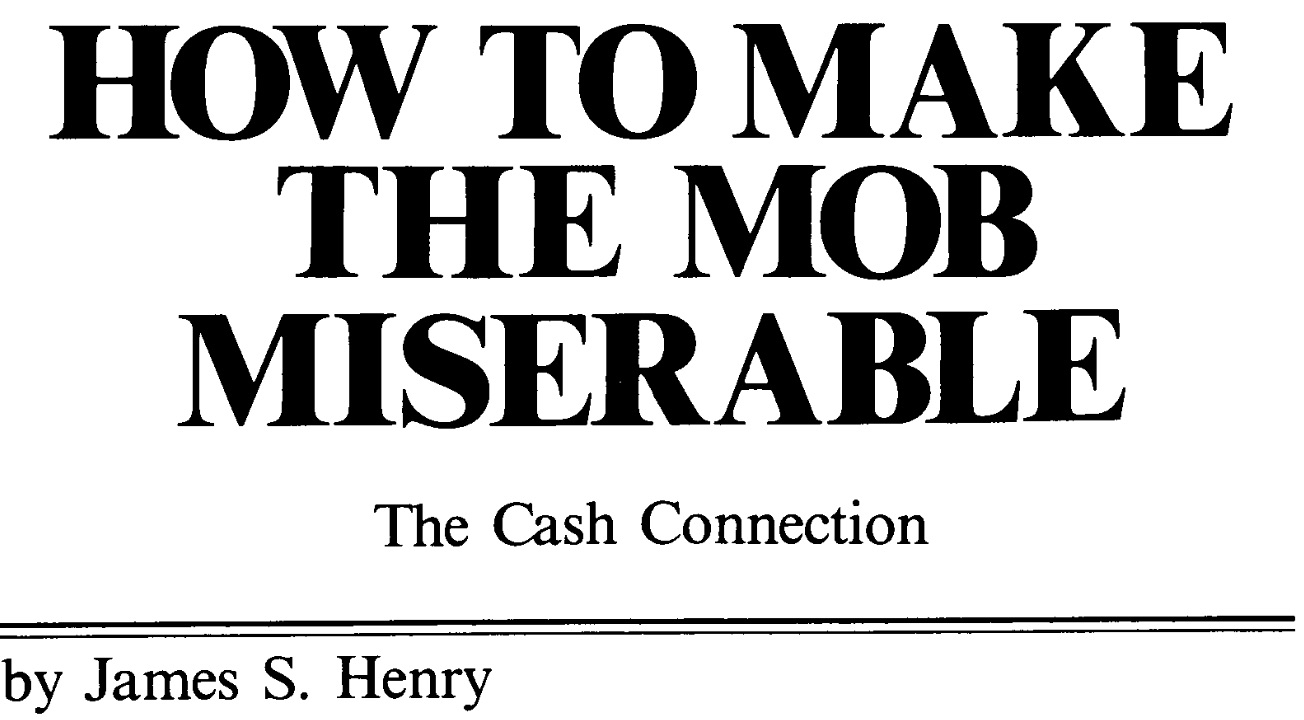 HOW TO MAKE
THE MOB
MISERABLE
The Cash Connection
by James S. Henry